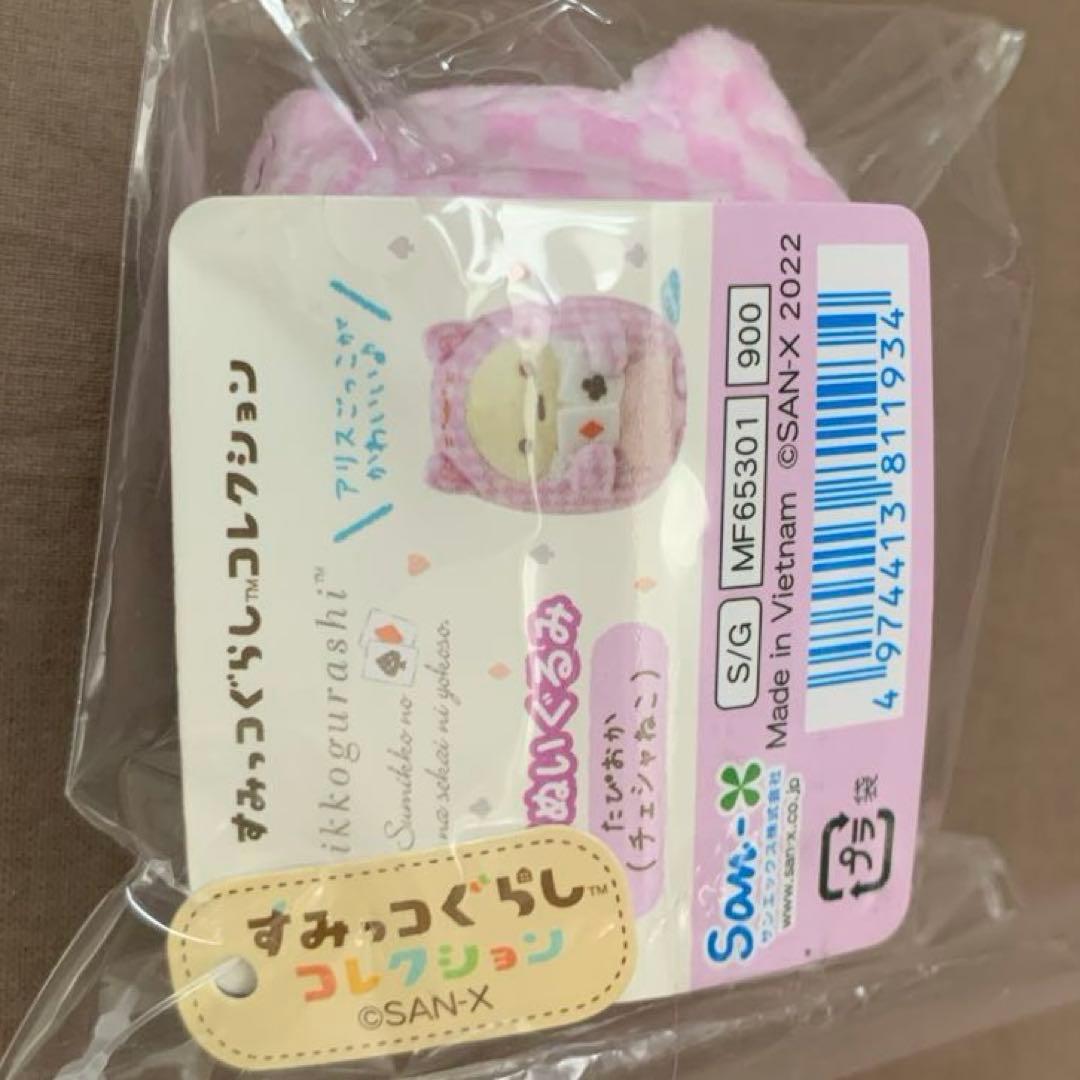 すみっコぐらし™コレクション
アリスごっこが
かわいいよ♪
ikkogurashi™
Sumikko no
na sekai ni yokoso.
ぬいぐるみ
たぴおか
(チェシャねこ)
S/G MF65301 900
Made in Vietnam ©SAN-X 2022
4 974413 811934
San-X
サンエックス株式会社
www.san-x.co.jp
プラ 袋
すみっコぐらし™
コレクション
©SAN-X